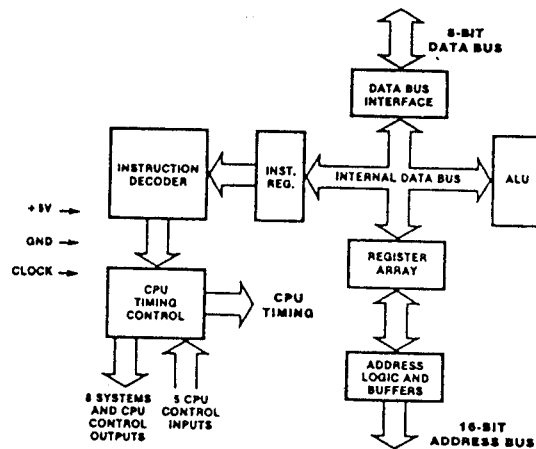 8-BIT
DATA BUS
DATA BUS
INTERFACE
INSTRUCTION
DECODER
INST.
REG.
INTERNAL DATA BUS
ALU
+5V
GND
CLOCK
REGISTER
ARRAY
CPU
TIMING
CONTROL
CPU
TIMING
ADDRESS
LOGIC AND
BUFFERS
8 SYSTEMS
AND CPU
CONTROL
OUTPUTS
5 CPU
CONTROL
INPUTS
16-BIT
ADDRESS BUS